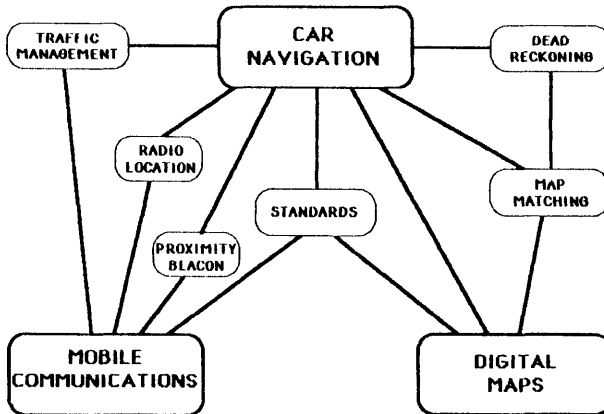 TRAFFIC
MANAGEMENT
CAR
NAVIGATION
DEAD
RECKONING
RADIO
LOCATION
MAP
MATCHING
STANDARDS
PROXIMITY
BLACON
MOBILE
COMMUNICATIONS
DIGITAL
MAPS